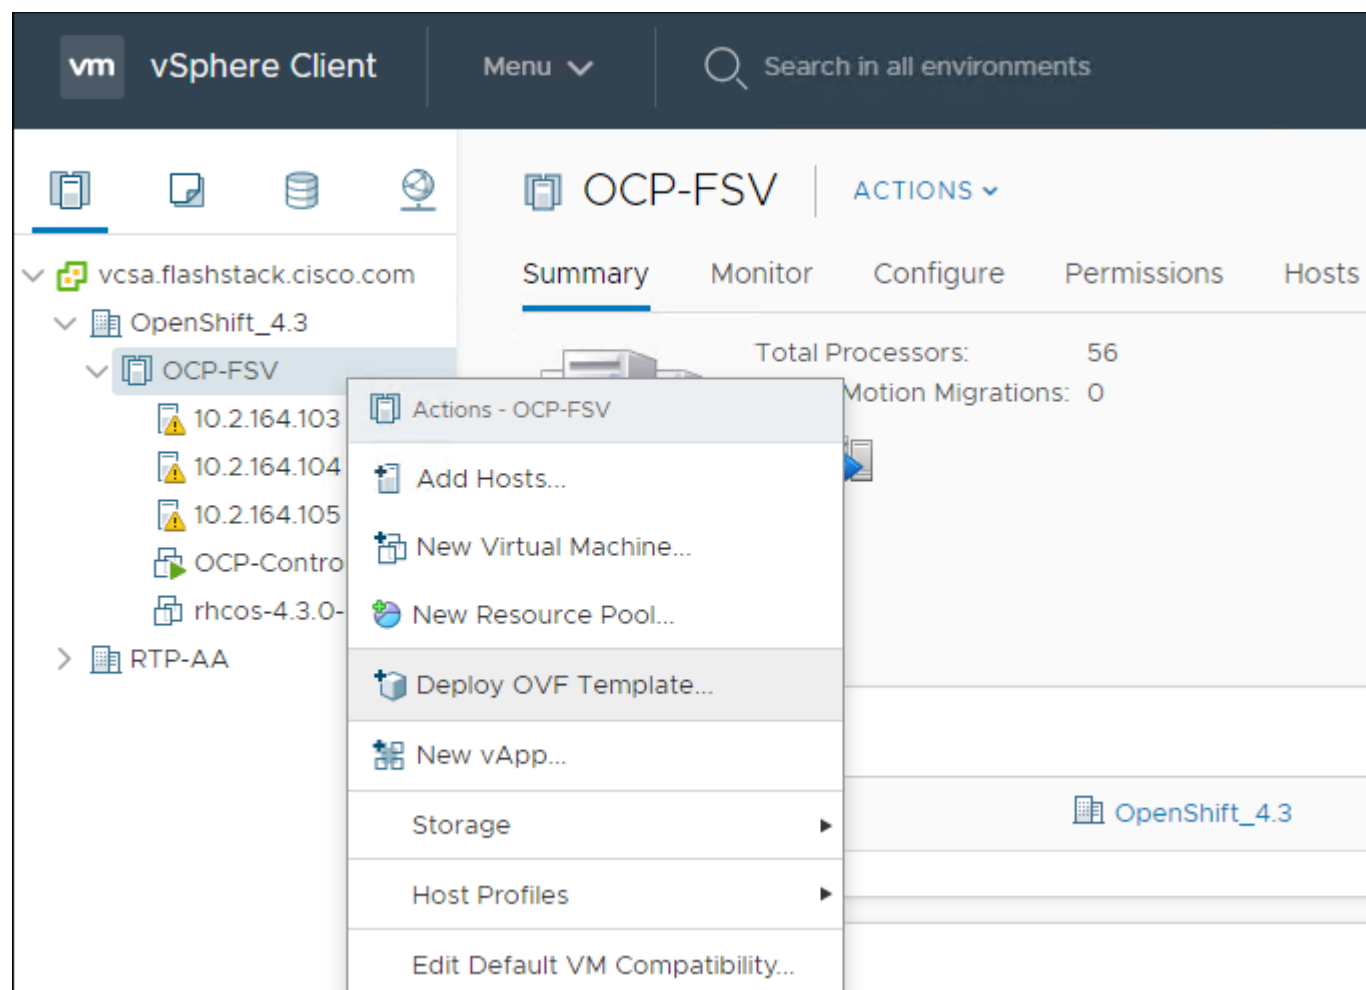 vm vSphere Client Menu Search in all environments
OCP-FSV ACTIONS
Summary Monitor Configure Permissions Hosts
vcsa.flashstack.cisco.com
OpenShift_4.3
OCP-FSV
10.2.164.103
10.2.164.104
10.2.164.105
OCP-Contro
rhcos-4.3.0-
RTP-AA
Total Processors: 56
Motion Migrations: 0
Actions - OCP-FSV
Add Hosts...
New Virtual Machine...
New Resource Pool...
Deploy OVF Template...
New vApp...
Storage
Host Profiles
Edit Default VM Compatibility...
OpenShift_4.3